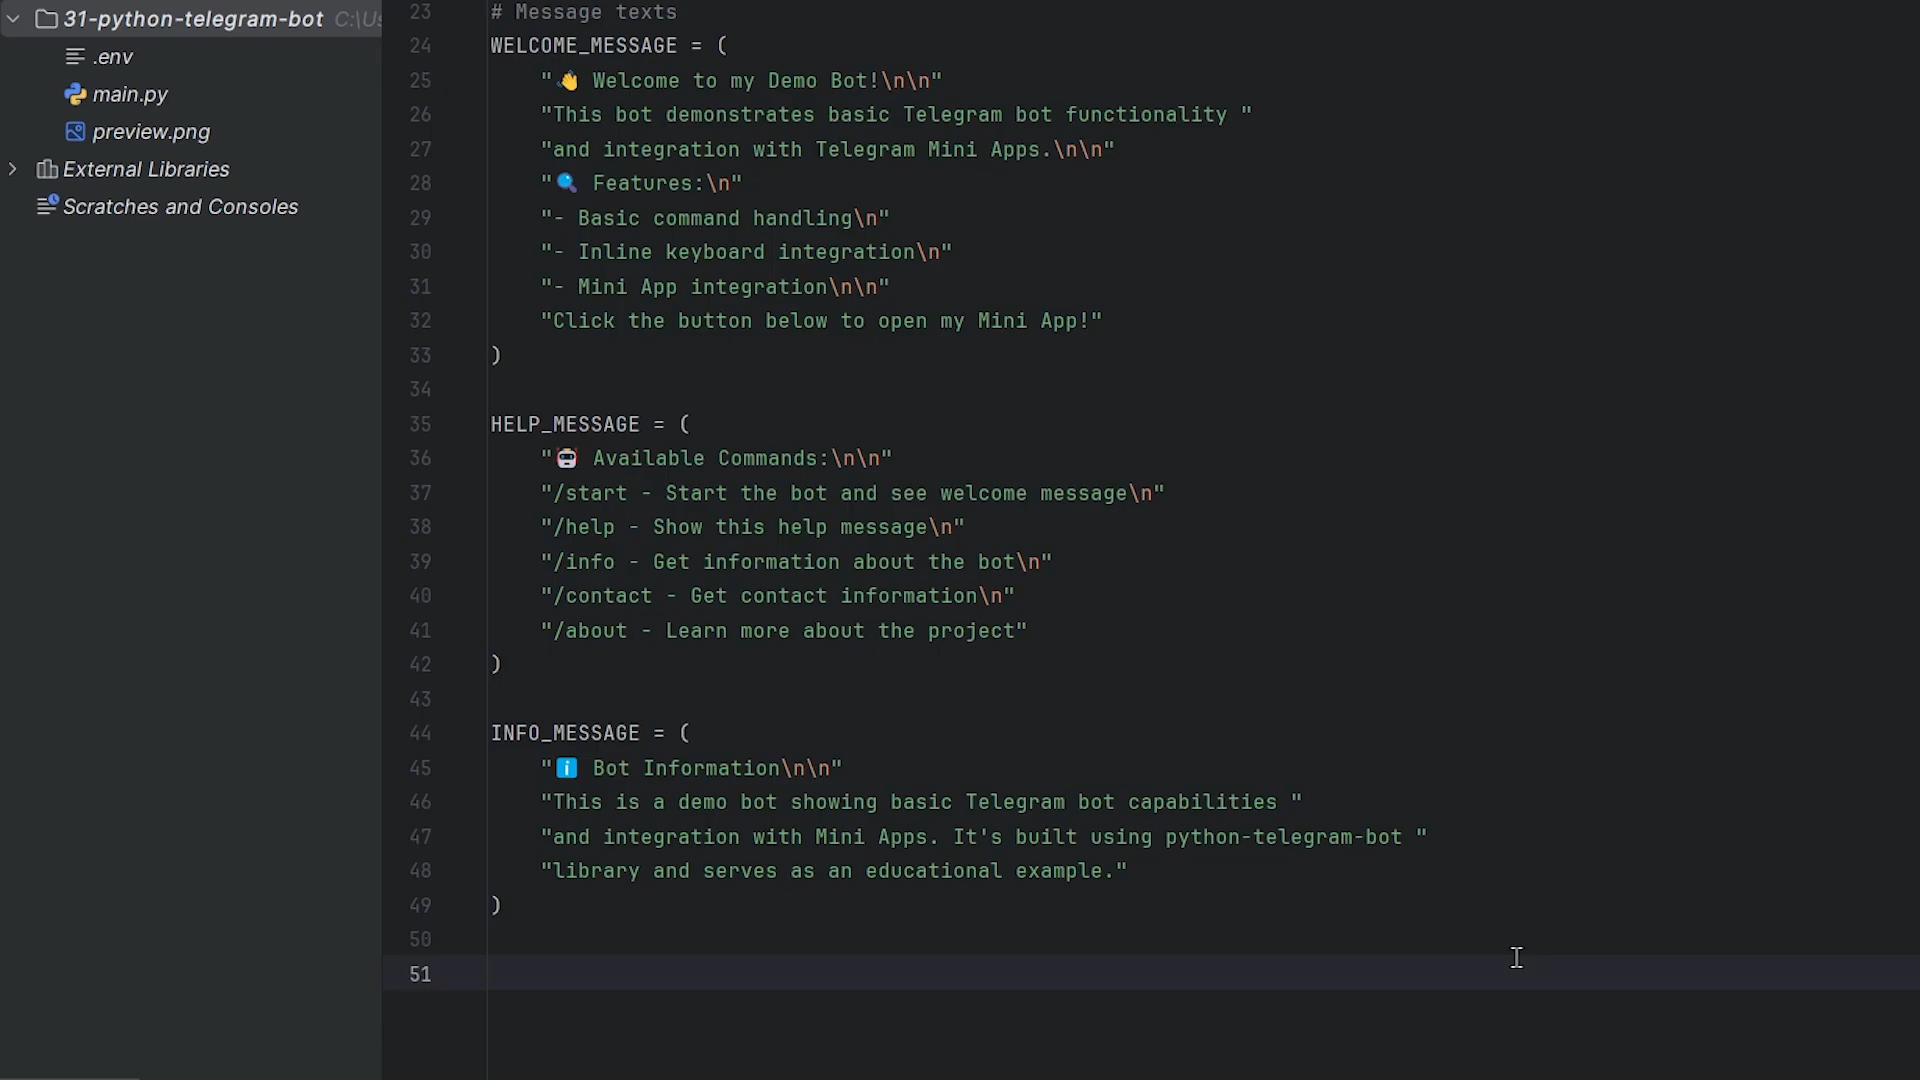 31-python-telegram-bot C:\Us
.env
main.py
preview.png
External Libraries
Scratches and Consoles
23 # Message texts
24 WELCOME_MESSAGE = (
25 "👋 Welcome to my Demo Bot!\n\n"
26 "This bot demonstrates basic Telegram bot functionality "
27 "and integration with Telegram Mini Apps.\n\n"
28 "🔍 Features:\n"
29 "- Basic command handling\n"
30 "- Inline keyboard integration\n"
31 "- Mini App integration\n\n"
32 "Click the button below to open my Mini App!"
33 )
34
35 HELP_MESSAGE = (
36 "🤖 Available Commands:\n\n"
37 "/start - Start the bot and see welcome message\n"
38 "/help - Show this help message\n"
39 "/info - Get information about the bot\n"
40 "/contact - Get contact information\n"
41 "/about - Learn more about the project"
42 )
43
44 INFO_MESSAGE = (
45 "ℹ️ Bot Information\n\n"
46 "This is a demo bot showing basic Telegram bot capabilities "
47 "and integration with Mini Apps. It's built using python-telegram-bot "
48 "library and serves as an educational example."
49 )
50
51